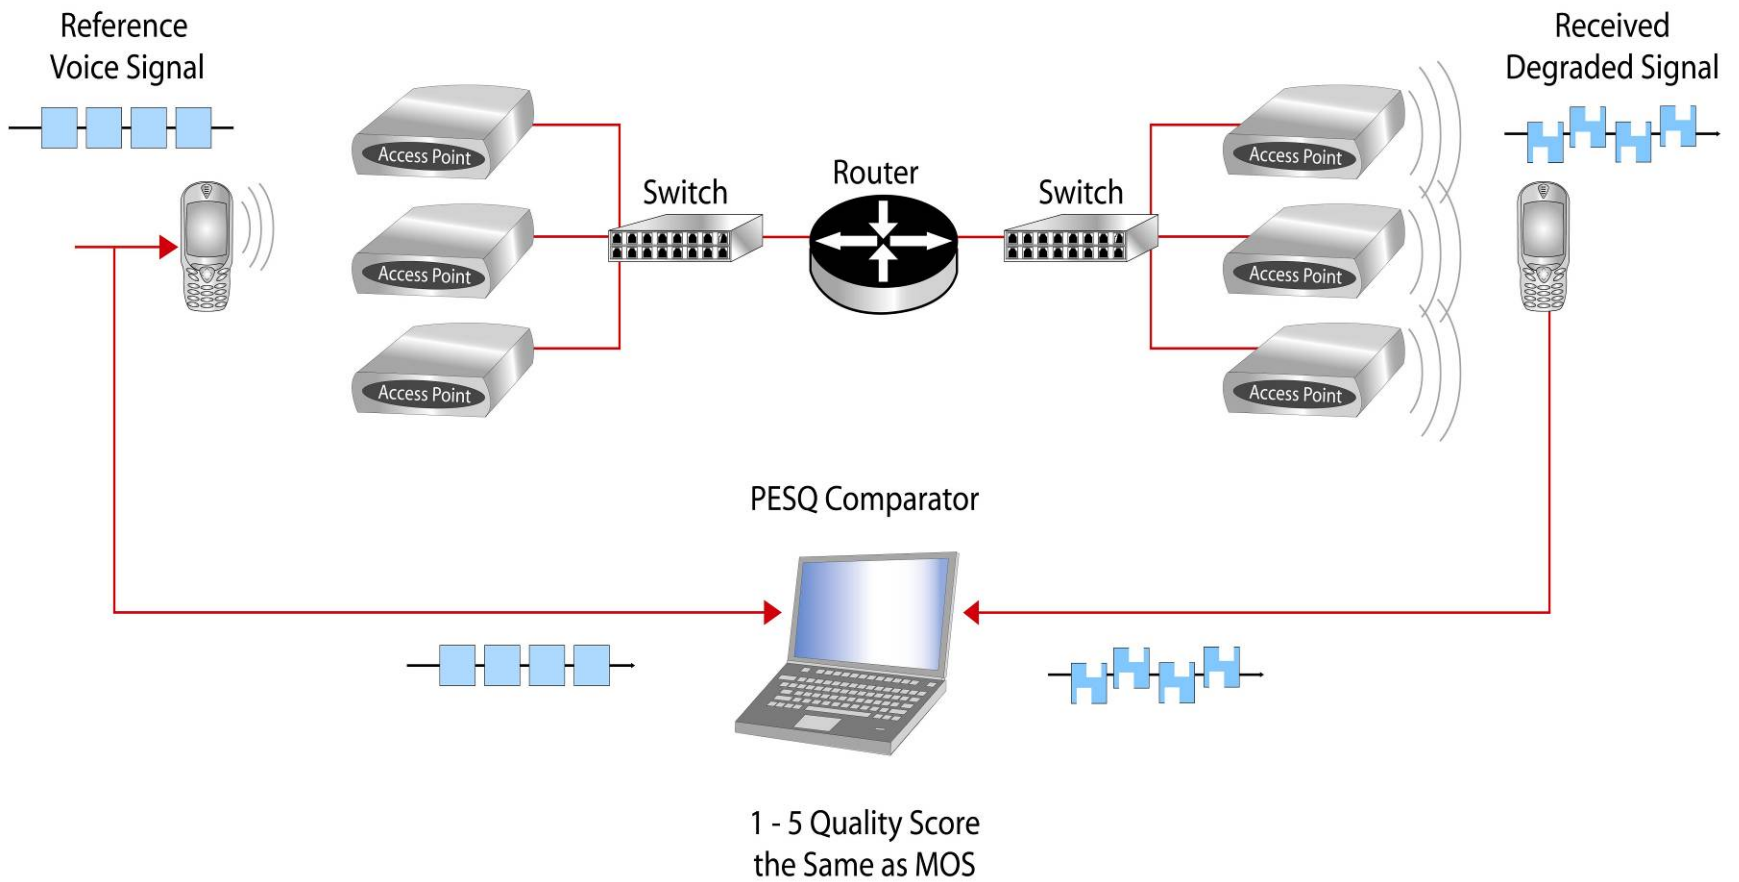 Reference
Voice Signal
Received
Degraded Signal
Access Point
Access Point
Access Point
Switch
Router
Switch
Access Point
Access Point
Access Point
PESQ Comparator
1 - 5 Quality Score
the Same as MOS